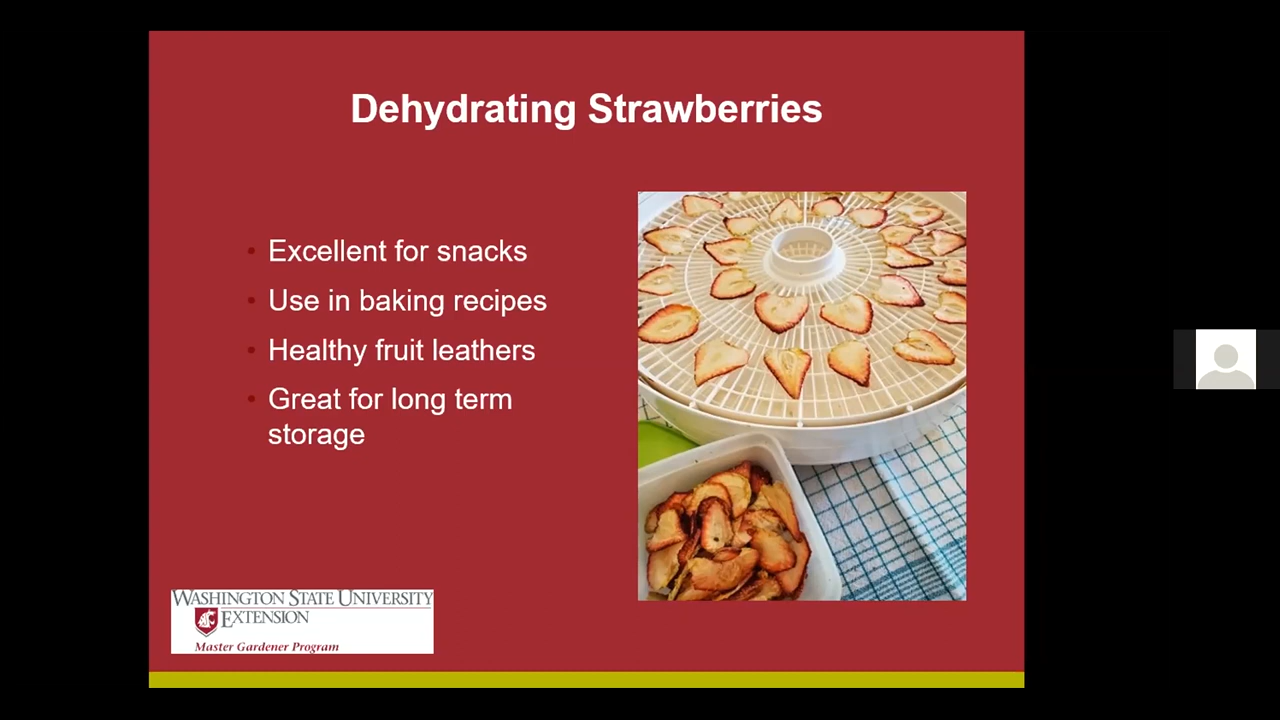 Dehydrating Strawberries
Excellent for snacks
Use in baking recipes
Healthy fruit leathers
Great for long term
storage
WASHINGTON STATE UNIVERSITY
EXTENSION
Master Gardener Program